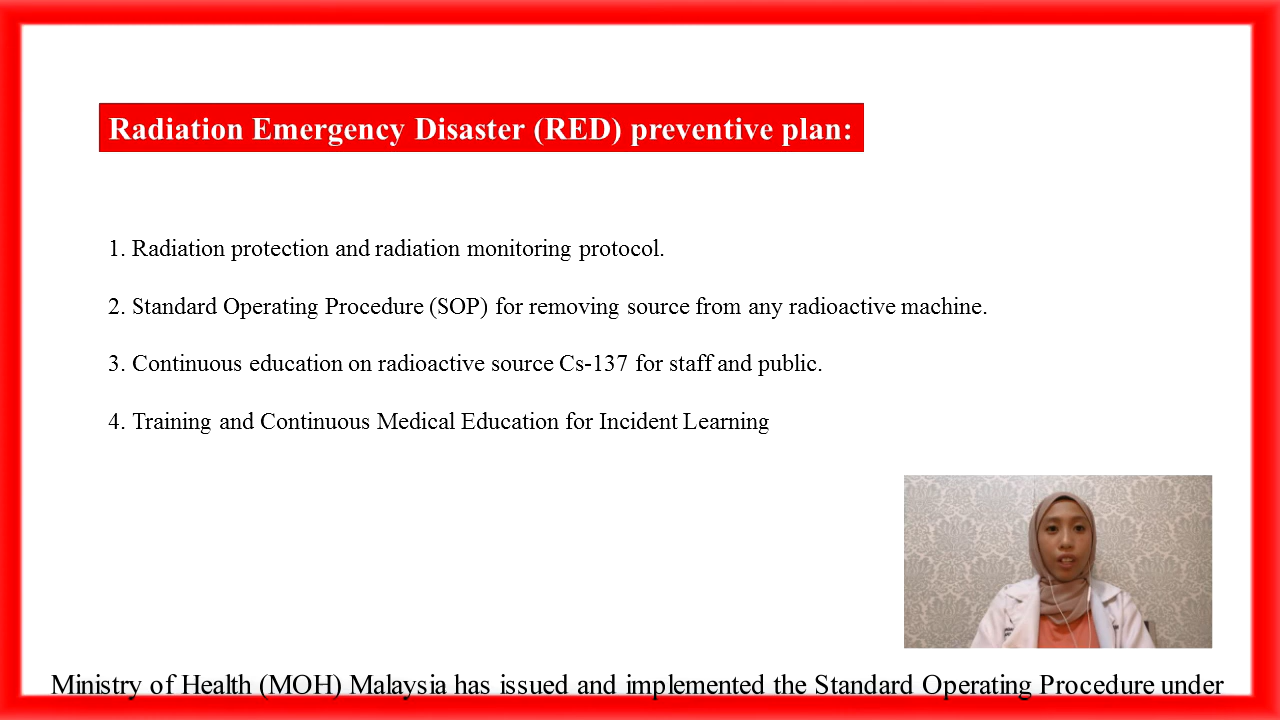 Radiation Emergency Disaster (RED) preventive plan:
1. Radiation protection and radiation monitoring protocol.
2. Standard Operating Procedure (SOP) for removing source from any radioactive machine.
3. Continuous education on radioactive source Cs-137 for staff and public.
4. Training and Continuous Medical Education for Incident Learning
Ministry of Health (MOH) Malaysia has issued and implemented the Standard Operating Procedure under